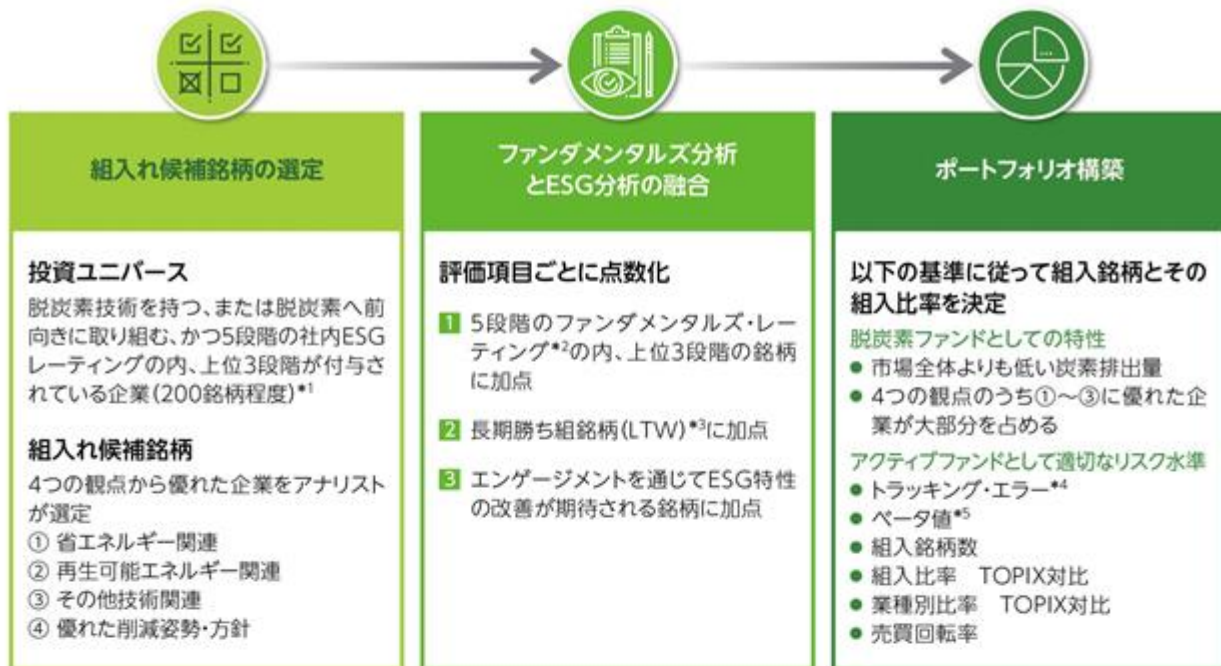 組入れ候補銘柄の選定
投資ユニバース
脱炭素技術を持つ、または脱炭素へ前
向きに取り組む、かつ5段階の社内ESG
レーティングの内、上位3段階が付与さ
れている企業(200銘柄程度)*1
組入れ候補銘柄
4つの観点から優れた企業をアナリスト
が選定
① 省エネルギー関連
② 再生可能エネルギー関連
③ その他技術関連
④ 優れた削減姿勢・方針
ファンダメンタルズ分析
とESG分析の融合
評価項目ごとに点数化
1 5段階のファンダメンタルズ・レー
ティング*2の内、上位3段階の銘柄
に加点
2 長期勝ち組銘柄(LTW)*3に加点
3 エンゲージメントを通じてESG特性
の改善が期待される銘柄に加点
ポートフォリオ構築
以下の基準に従って組入銘柄とその
組入比率を決定
脱炭素ファンドとしての特性
● 市場全体よりも低い炭素排出量
● 4つの観点のうち①～③に優れた企
業が大部分を占める
アクティブファンドとして適切なリスク水準
● トラッキング・エラー*4
● ベータ値*5
● 組入銘柄数
● 組入比率 TOPIX対比
● 業種別比率 TOPIX対比
● 売買回転率